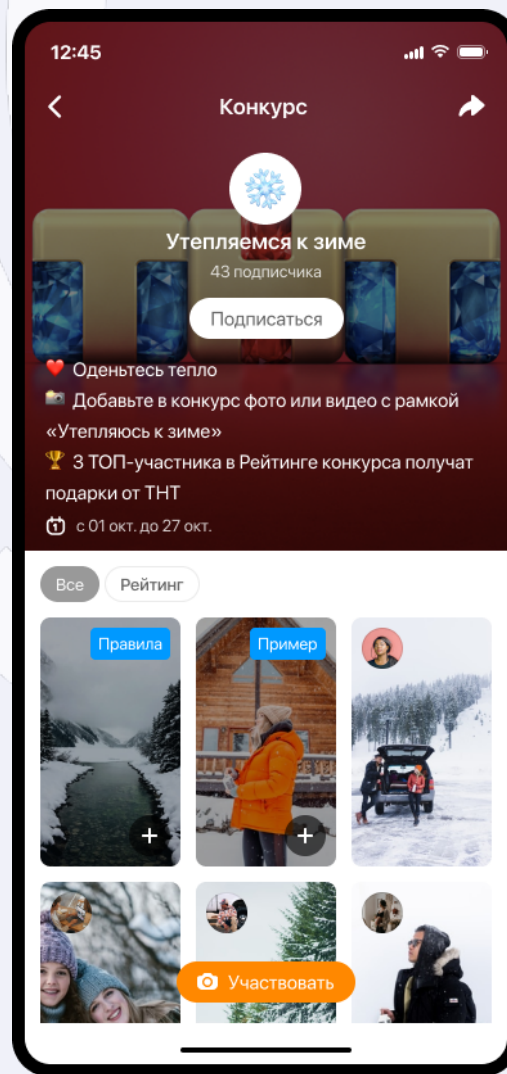 12:45
Конкурс
ТНТ
Утепляемся к зиме
43 подписчика
Подписаться
❤️ Оденьтесь тепло
📸 Добавьте в конкурс фото или видео с рамкой
«Утепляюсь к зиме»
🏆 3 ТОП-участника в Рейтинге конкурса получат
подарки от ТНТ
с 01 окт. до 27 окт.
Все Рейтинг
Правила Пример
Участвовать